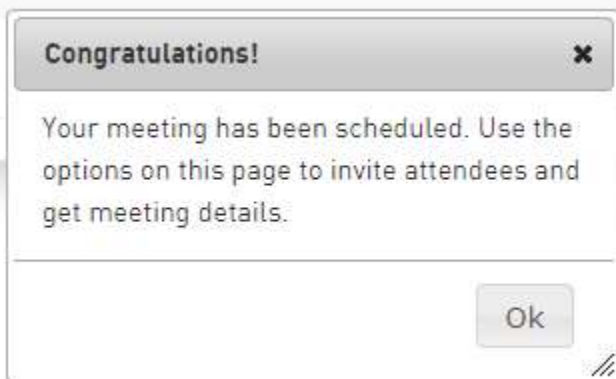 Congratulations!
Your meeting has been scheduled. Use the
options on this page to invite attendees and
get meeting details.
Ok